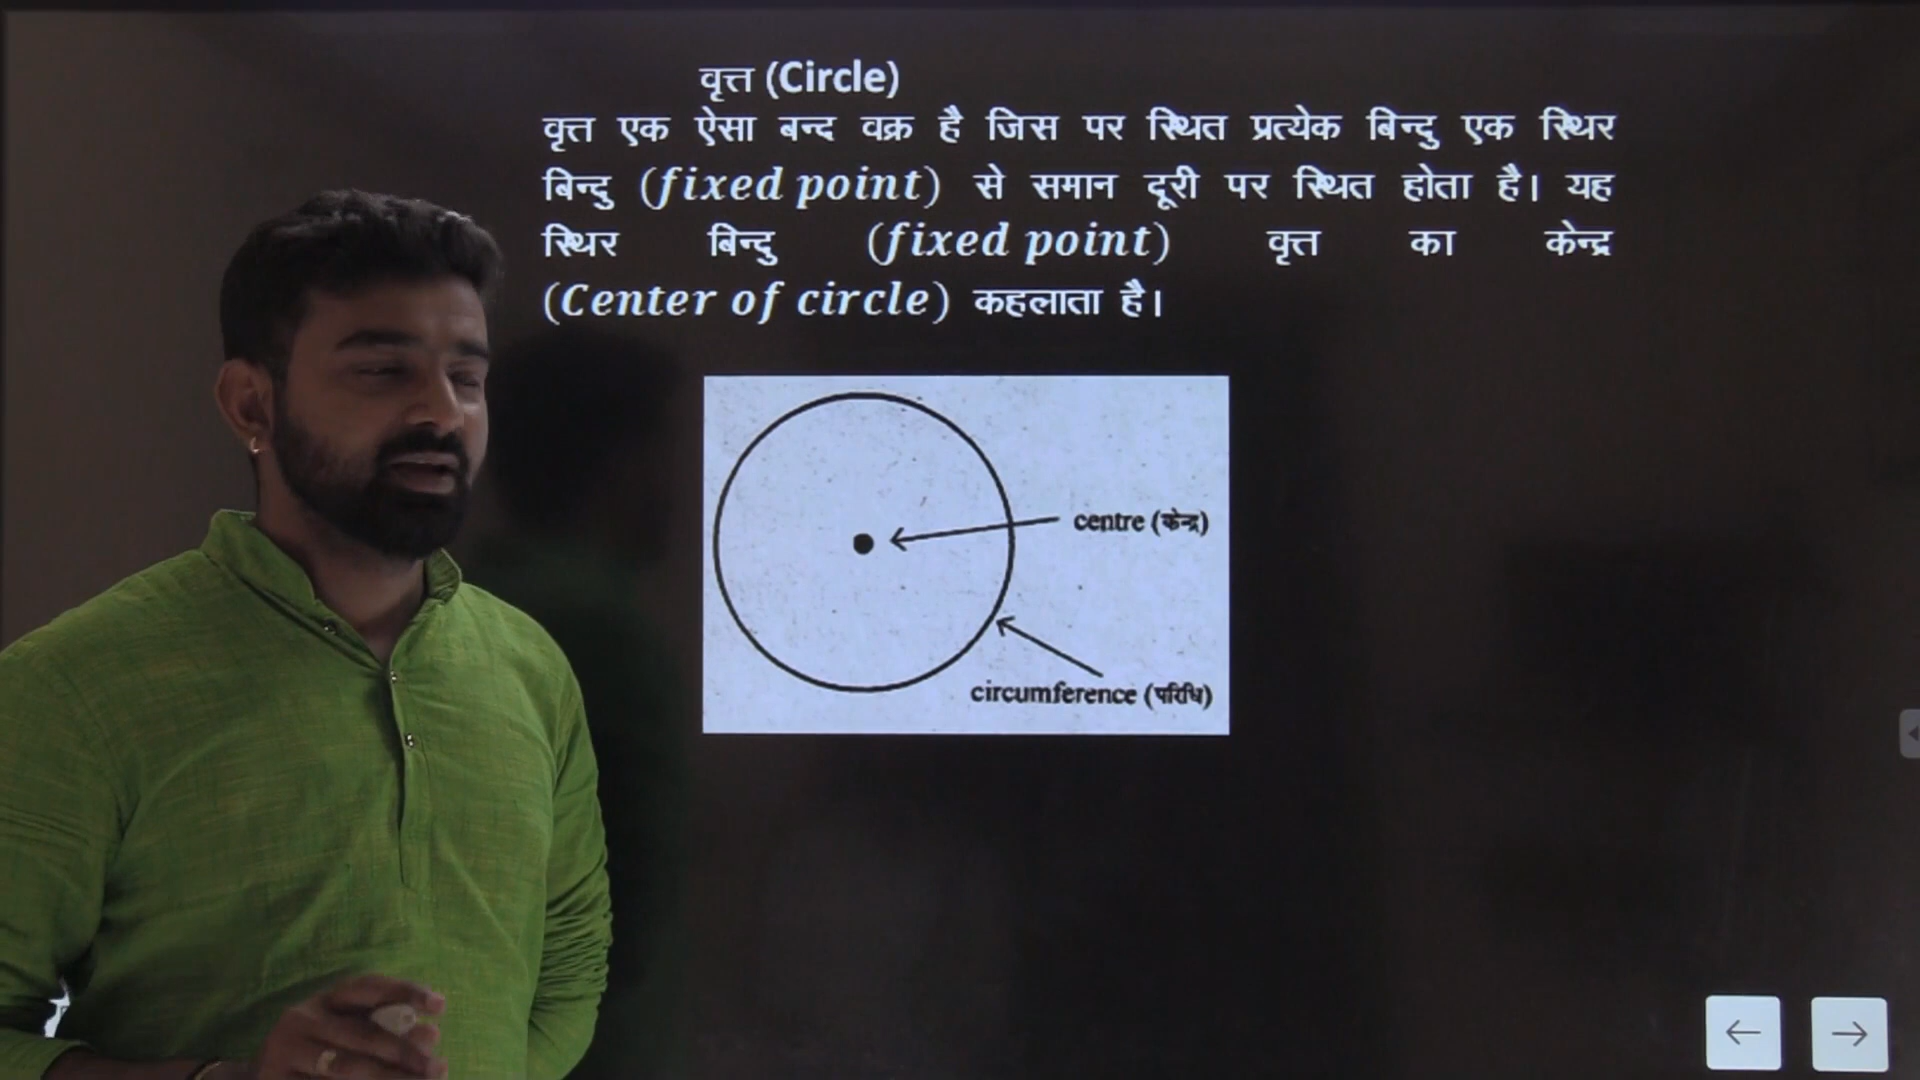 वृत्त (Circle)
वृत्त एक ऐसा बन्द वक्र है जिस पर स्थित प्रत्येक बिन्दु एक स्थिर
बिन्दु (fixed point) से समान दूरी पर स्थित होता है। यह
स्थिर बिन्दु (fixed point) वृत्त का केन्द्र
(Center of circle) कहलाता है।
centre (केन्द्र)
circumference (परिधि)